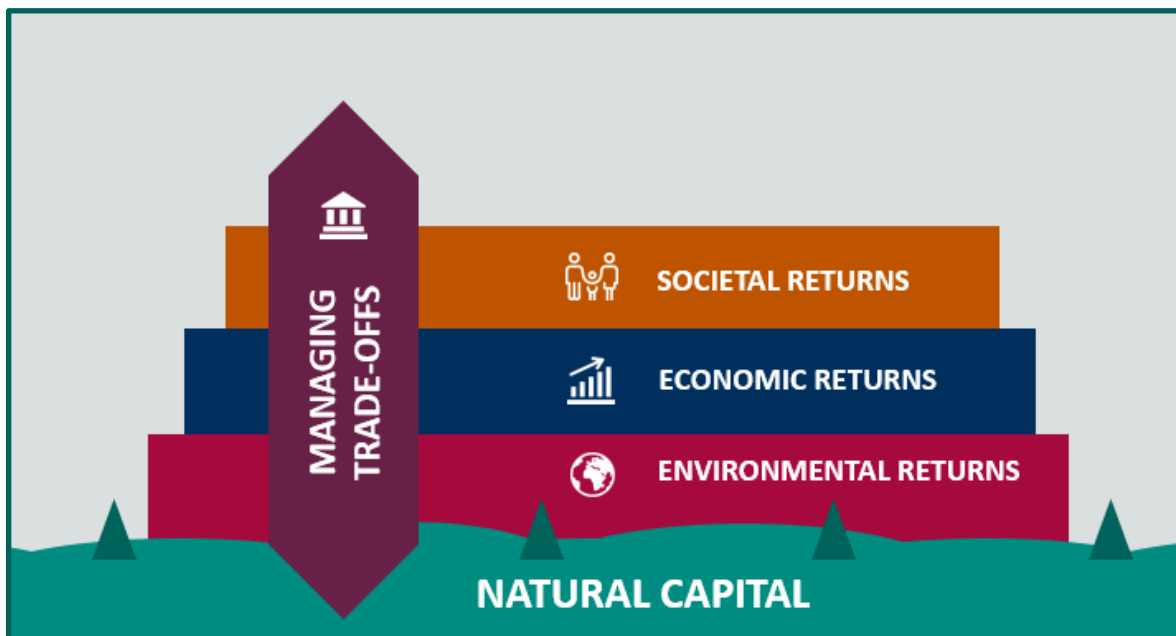 MANAGING
TRADE-OFFS
SOCIETAL RETURNS
ECONOMIC RETURNS
ENVIRONMENTAL RETURNS
NATURAL CAPITAL